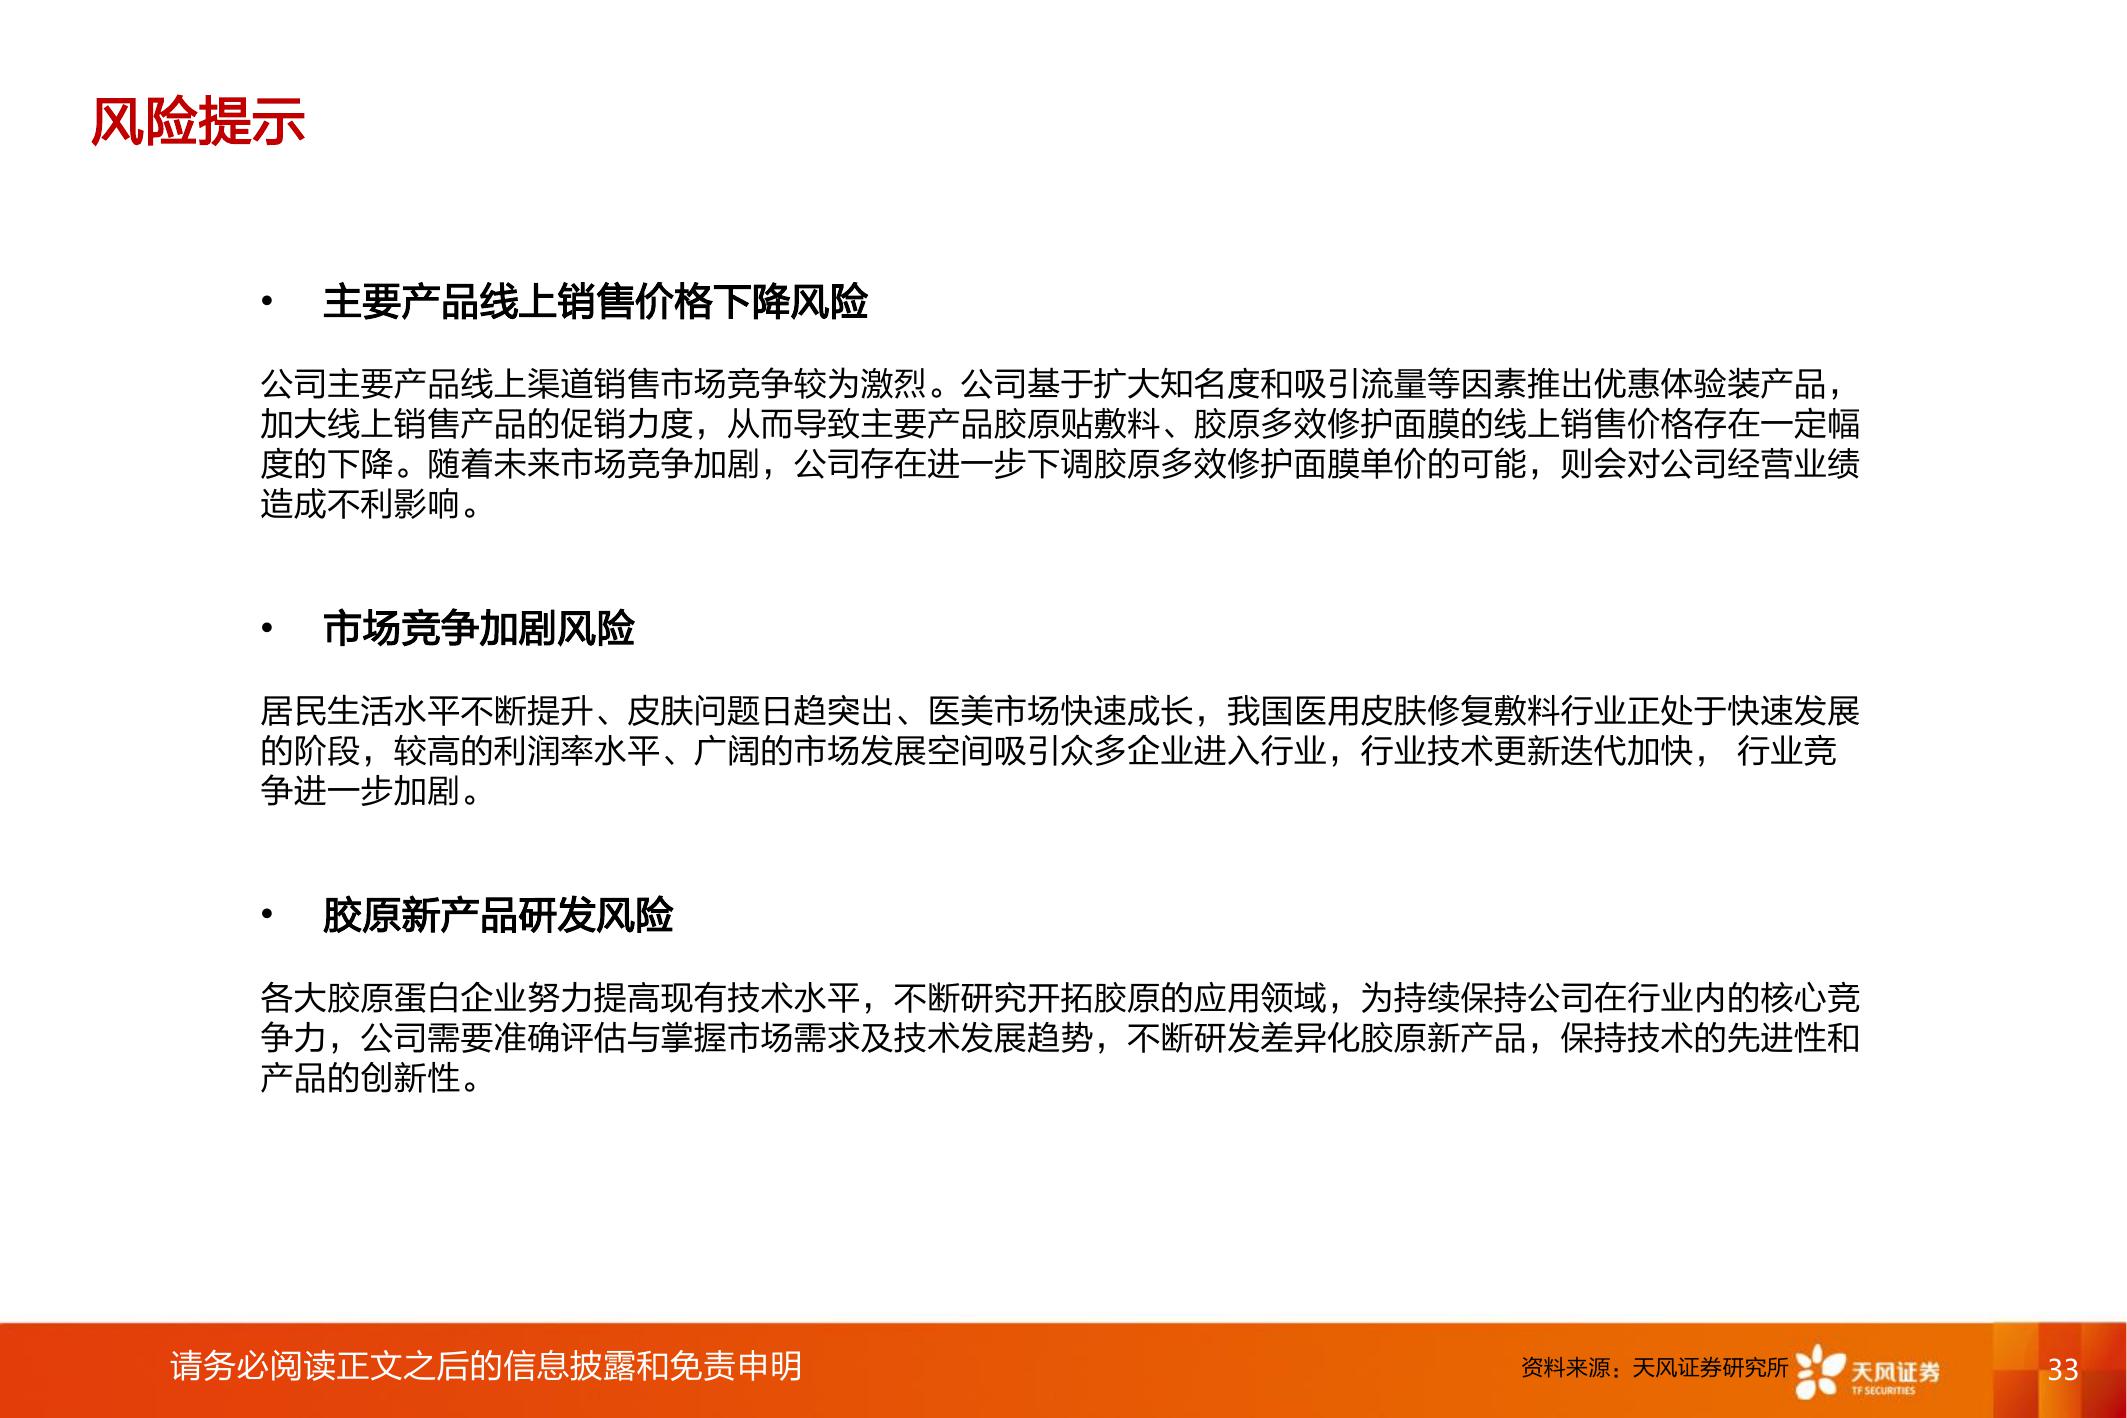 风险提示
• 主要产品线上销售价格下降风险
公司主要产品线上渠道销售市场竞争较为激烈。公司基于扩大知名度和吸引流量等因素推出优惠体验装产品，
加大线上销售产品的促销力度，从而导致主要产品胶原贴敷料、胶原多效修护面膜的线上销售价格存在一定幅
度的下降。随着未来市场竞争加剧，公司存在进一步下调胶原多效修护面膜单价的可能，则会对公司经营业绩
造成不利影响。
• 市场竞争加剧风险
居民生活水平不断提升、皮肤问题日趋突出、医美市场快速成长，我国医用皮肤修复敷料行业正处于快速发展
的阶段，较高的利润率水平、广阔的市场发展空间吸引众多企业进入行业，行业技术更新迭代加快， 行业竞
争进一步加剧。
• 胶原新产品研发风险
各大胶原蛋白企业努力提高现有技术水平，不断研究开拓胶原的应用领域，为持续保持公司在行业内的核心竞
争力，公司需要准确评估与掌握市场需求及技术发展趋势，不断研发差异化胶原新产品，保持技术的先进性和
产品的创新性。
请务必阅读正文之后的信息披露和免责申明
资料来源：天风证券研究所
天风证券
TF SECURITIES
33